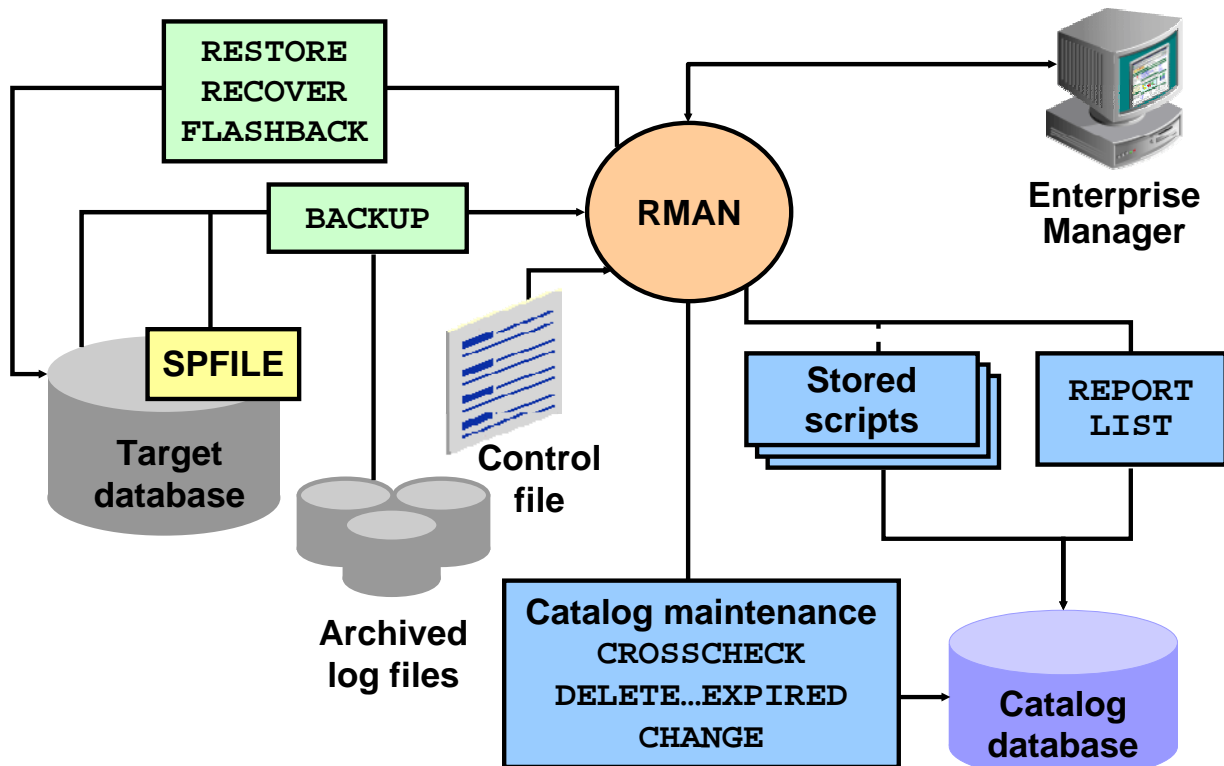 RESTORE
RECOVER
FLASHBACK
BACKUP
RMAN
Enterprise
Manager
SPFILE
Target
database
Control
file
Archived
log files
Stored
scripts
REPORT
LIST
Catalog maintenance
CROSSCHECK
DELETE…EXPIRED
CHANGE
Catalog
database